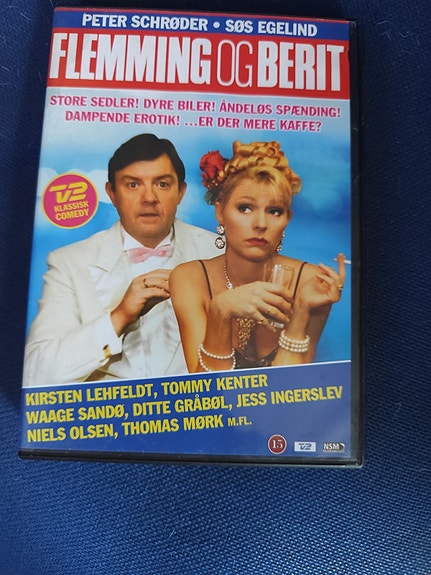 PETER SCHRØDER • SØS EGELIND
FLEMMING OG BERIT
STORE SEDLER! DYRE BILER! ÅNDELØS SPÆNDING!
DAMPENDE EROTIK! ...ER DER MERE KAFFE?
TV2
KLASSISK
COMEDY
KIRSTEN LEHFELDT, TOMMY KENTER
WAAGE SANDØ, DITTE GRÅBØL, JESS INGERSLEV
NIELS OLSEN, THOMAS MØRK M.FL.
15 TV2 NSM